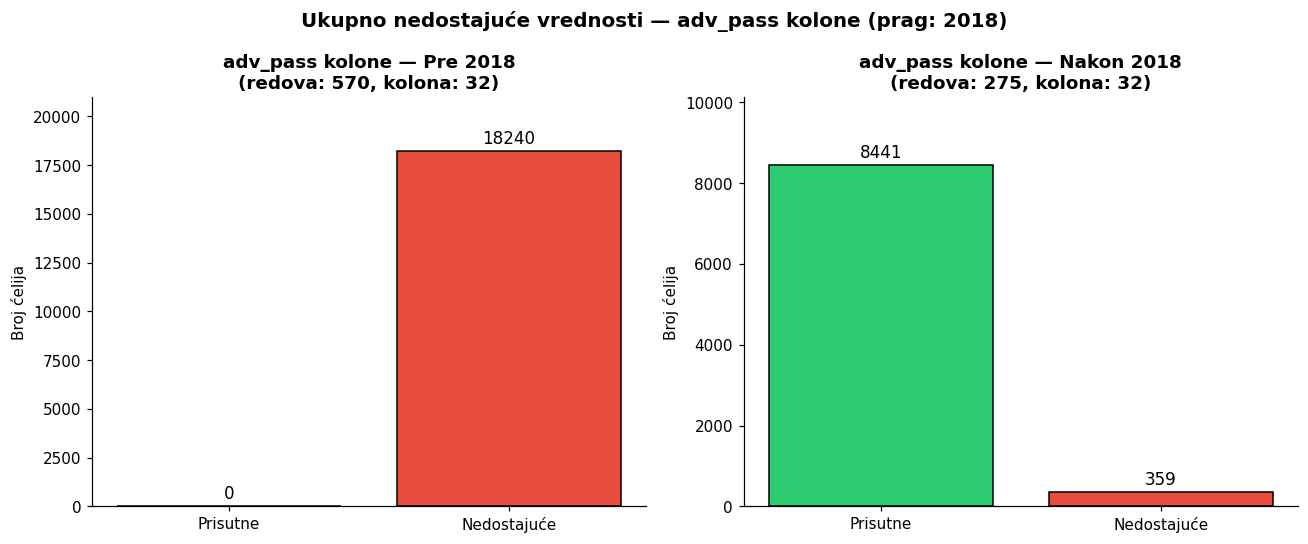 Ukupno nedostajuće vrednosti — adv_pass kolone (prag: 2018)
adv_pass kolone — Pre 2018
(redova: 570, kolona: 32)
Broj ćelija
20000
17500
15000
12500
10000
7500
5000
2500
0
0
18240
Prisutne
Nedostajuće
adv_pass kolone — Nakon 2018
(redova: 275, kolona: 32)
Broj ćelija
10000
8000
6000
4000
2000
0
8441
359
Prisutne
Nedostajuće